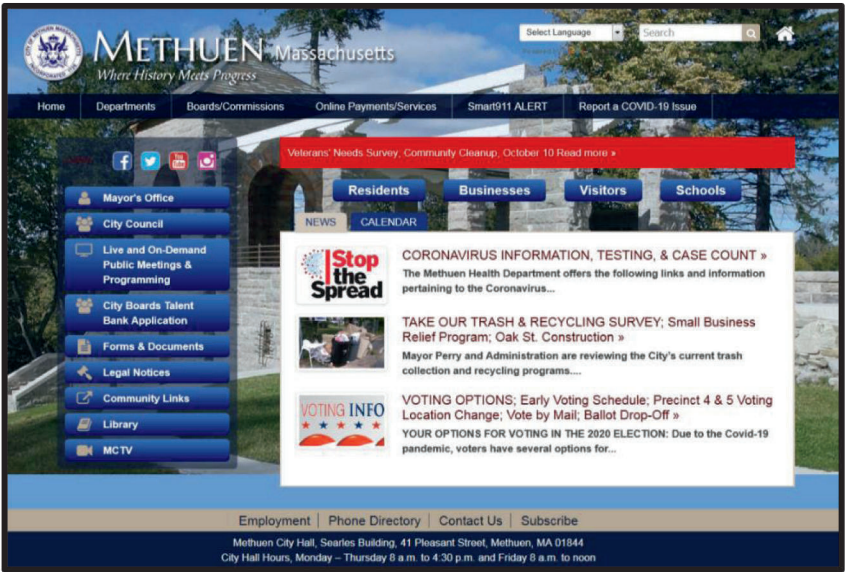 METHUEN Massachusetts
Where History Meets Progress
Select Language
Search
Home
Departments
Boards/Commissions
Online Payments/Services
Smart911 ALERT
Report a COVID-19 Issue
Veterans' Needs Survey; Community Cleanup, October 10 Read more »
You
Tube
Residents
Businesses
Visitors
Schools
Mayor's Office
City Council
Live and On-Demand
Public Meetings &
Programming
City Boards Talent
Bank Application
Forms & Documents
Legal Notices
Community Links
Library
MCTV
NEWS
CALENDAR
Stop
the
Spread
CORONAVIRUS INFORMATION, TESTING, & CASE COUNT »
The Methuen Health Department offers the following links and information
pertaining to the Coronavirus...
TAKE OUR TRASH & RECYCLING SURVEY; Small Business
Relief Program; Oak St. Construction »
Mayor Perry and Administration are reviewing the City's current trash
collection and recycling programs....
VOTING INFO
VOTING OPTIONS; Early Voting Schedule; Precinct 4 & 5 Voting
Location Change; Vote by Mail; Ballot Drop-Off »
YOUR OPTIONS FOR VOTING IN THE 2020 ELECTION: Due to the Covid-19
pandemic, voters have several options for...
Employment | Phone Directory | Contact Us | Subscribe
Methuen City Hall, Searles Building, 41 Pleasant Street, Methuen, MA 01844
City Hall Hours, Monday – Thursday 8 a.m. to 4:30 p.m. and Friday 8 a.m. to noon